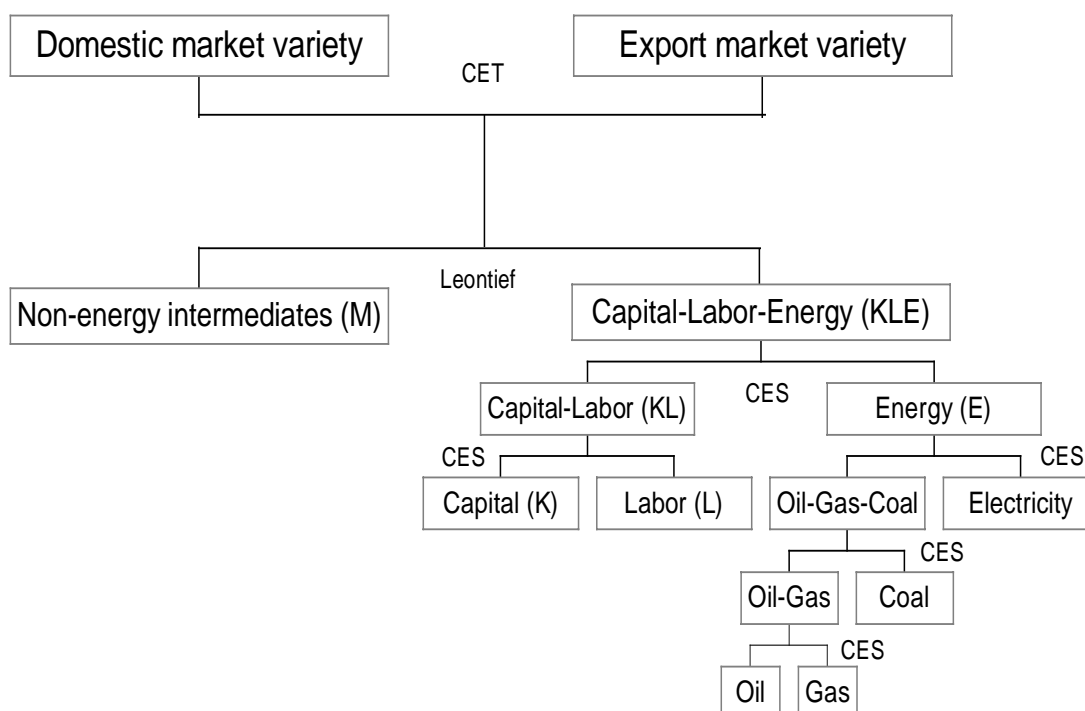 Domestic market variety
Export market variety
CET
Leontief
Non-energy intermediates (M)
Capital-Labor-Energy (KLE)
CES
Capital-Labor (KL)
Energy (E)
CES
CES
Capital (K)
Labor (L)
Oil-Gas-Coal
Electricity
CES
Oil-Gas
Coal
CES
Oil
Gas